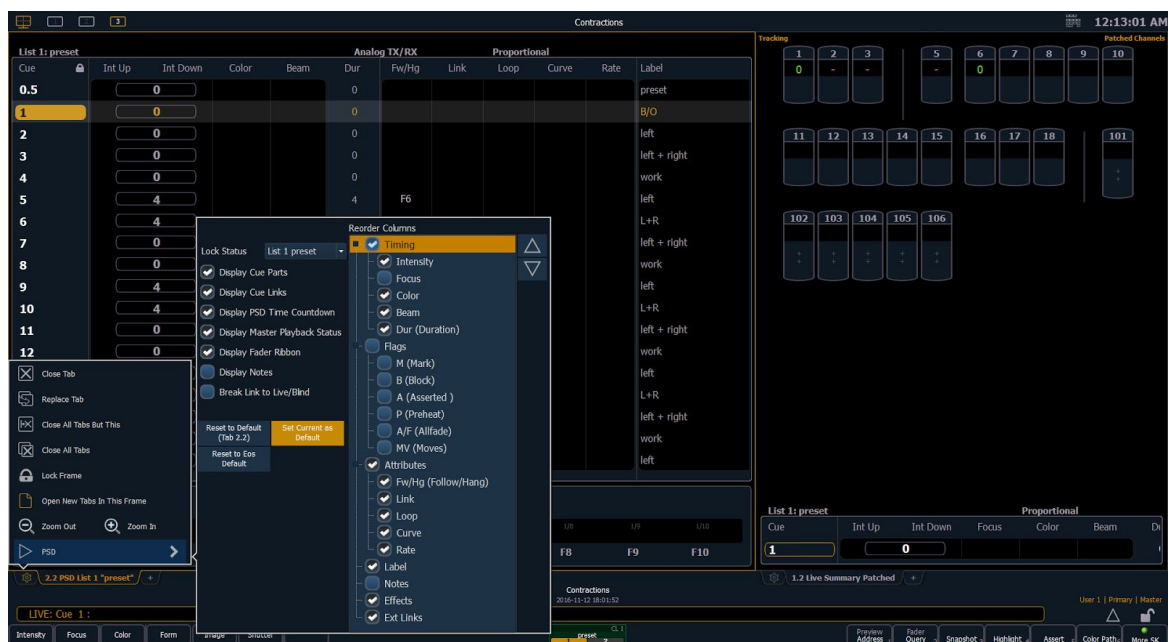 1 2 3 Contractions 12:13:01 AM
List 1: preset Analog TX/RX Proportional
Cue Int Up Int Down Color Beam Dur Fw/Hg Link Loop Curve Rate Label
0.5 0 0 preset
1 0 0 B/O
2 0 0 left
3 0 0 left + right
4 0 0 work
5 4 4 F6 left
6 4 L+R
7 0 left + right
8 0 work
9 4 left
10 4 L+R
11 0 left + right
12 0 work
left
L+R
left + right
work
left
Tracking Patched Channels
1 2 3 5 6 7 8 9 10
0 - - - 0
11 12 13 14 15 16 17 18 101
102 103 104 105 106
Close Tab
Replace Tab
Close All Tabs But This
Close All Tabs
Lock Frame
Open New Tabs In This Frame
Zoom Out Zoom In
PSD
Lock Status List 1 preset
Display Cue Parts
Display Cue Links
Display PSD Time Countdown
Display Master Playback Status
Display Fader Ribbon
Display Notes
Break Link to Live/Blind
Reset to Default
(Tab 2.2)
Set Current as
Default
Reset to Eos
Default
Reorder Columns
Timing
Intensity
Focus
Color
Beam
Dur (Duration)
Flags
M (Mark)
B (Block)
A (Asserted )
P (Preheat)
A/F (Allfade)
MV (Moves)
Attributes
Fw/Hg (Follow/Hang)
Link
Loop
Curve
Rate
Label
Notes
Effects
Ext Links
1/8 1/9 1/10
F8 F9 F10
List 1: preset Proportional
Cue Int Up Int Down Focus Color Beam
1 0
2.2 PSD List 1 "preset" +
1.2 Live Summary Patched +
Contractions
2016-11-12 18:01:52
User 1 | Primary | Master
LIVE: Cue 1 :
CL 1
preset
Intensity Focus Color Form Image Shutter
Preview
Address
Fader
Query
Snapshot Highlight Assert Color Path More SK